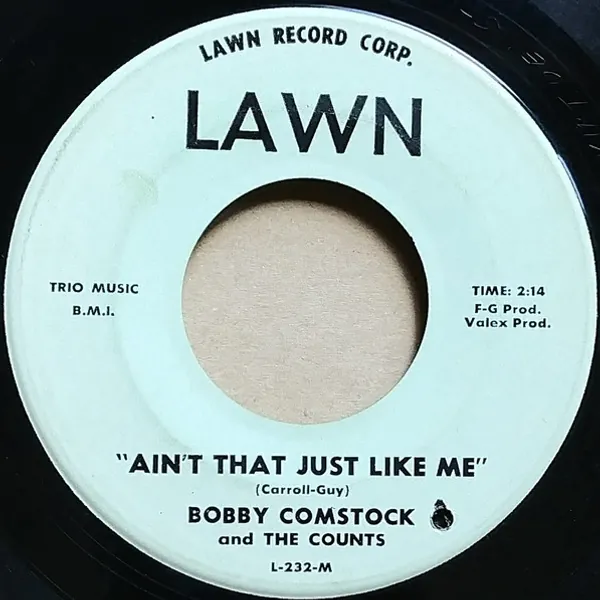 LAWN RECORD CORP.
LAWN
TRIO MUSIC
B.M.I.
TIME: 2:14
F-G Prod.
Valex Prod.
"AIN'T THAT JUST LIKE ME"
(Carroll-Guy)
BOBBY COMSTOCK
and THE COUNTS
L-232-M